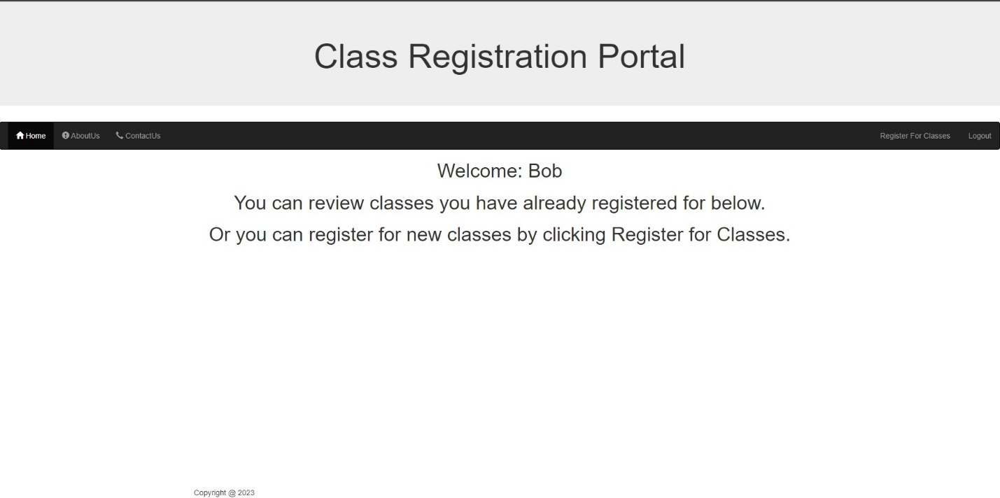 Class Registration Portal
Home AboutUs ContactUs Register For Classes Logout
Welcome: Bob
You can review classes you have already registered for below.
Or you can register for new classes by clicking Register for Classes.
Copyright @ 2023